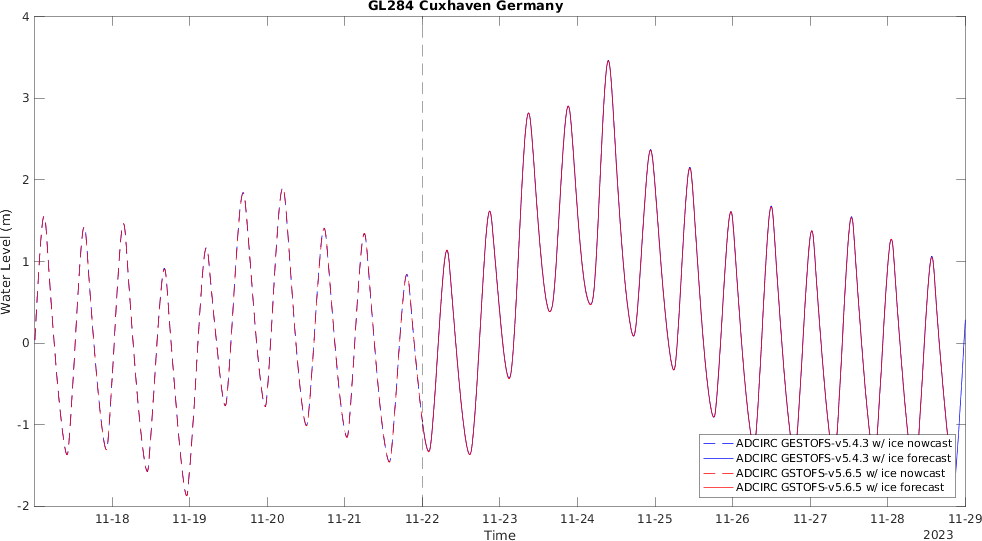 GL284 Cuxhaven Germany
4
3
2
1
0
-1
-2
Water Level (m)
ADCIRC GESTOFS-v5.4.3 w/ ice nowcast
ADCIRC GESTOFS-v5.4.3 w/ ice forecast
ADCIRC GSTOFS-v5.6.5 w/ ice nowcast
ADCIRC GSTOFS-v5.6.5 w/ ice forecast
11-18 11-19 11-20 11-21 11-22 11-23 11-24 11-25 11-26 11-27 11-28 11-29
Time 2023